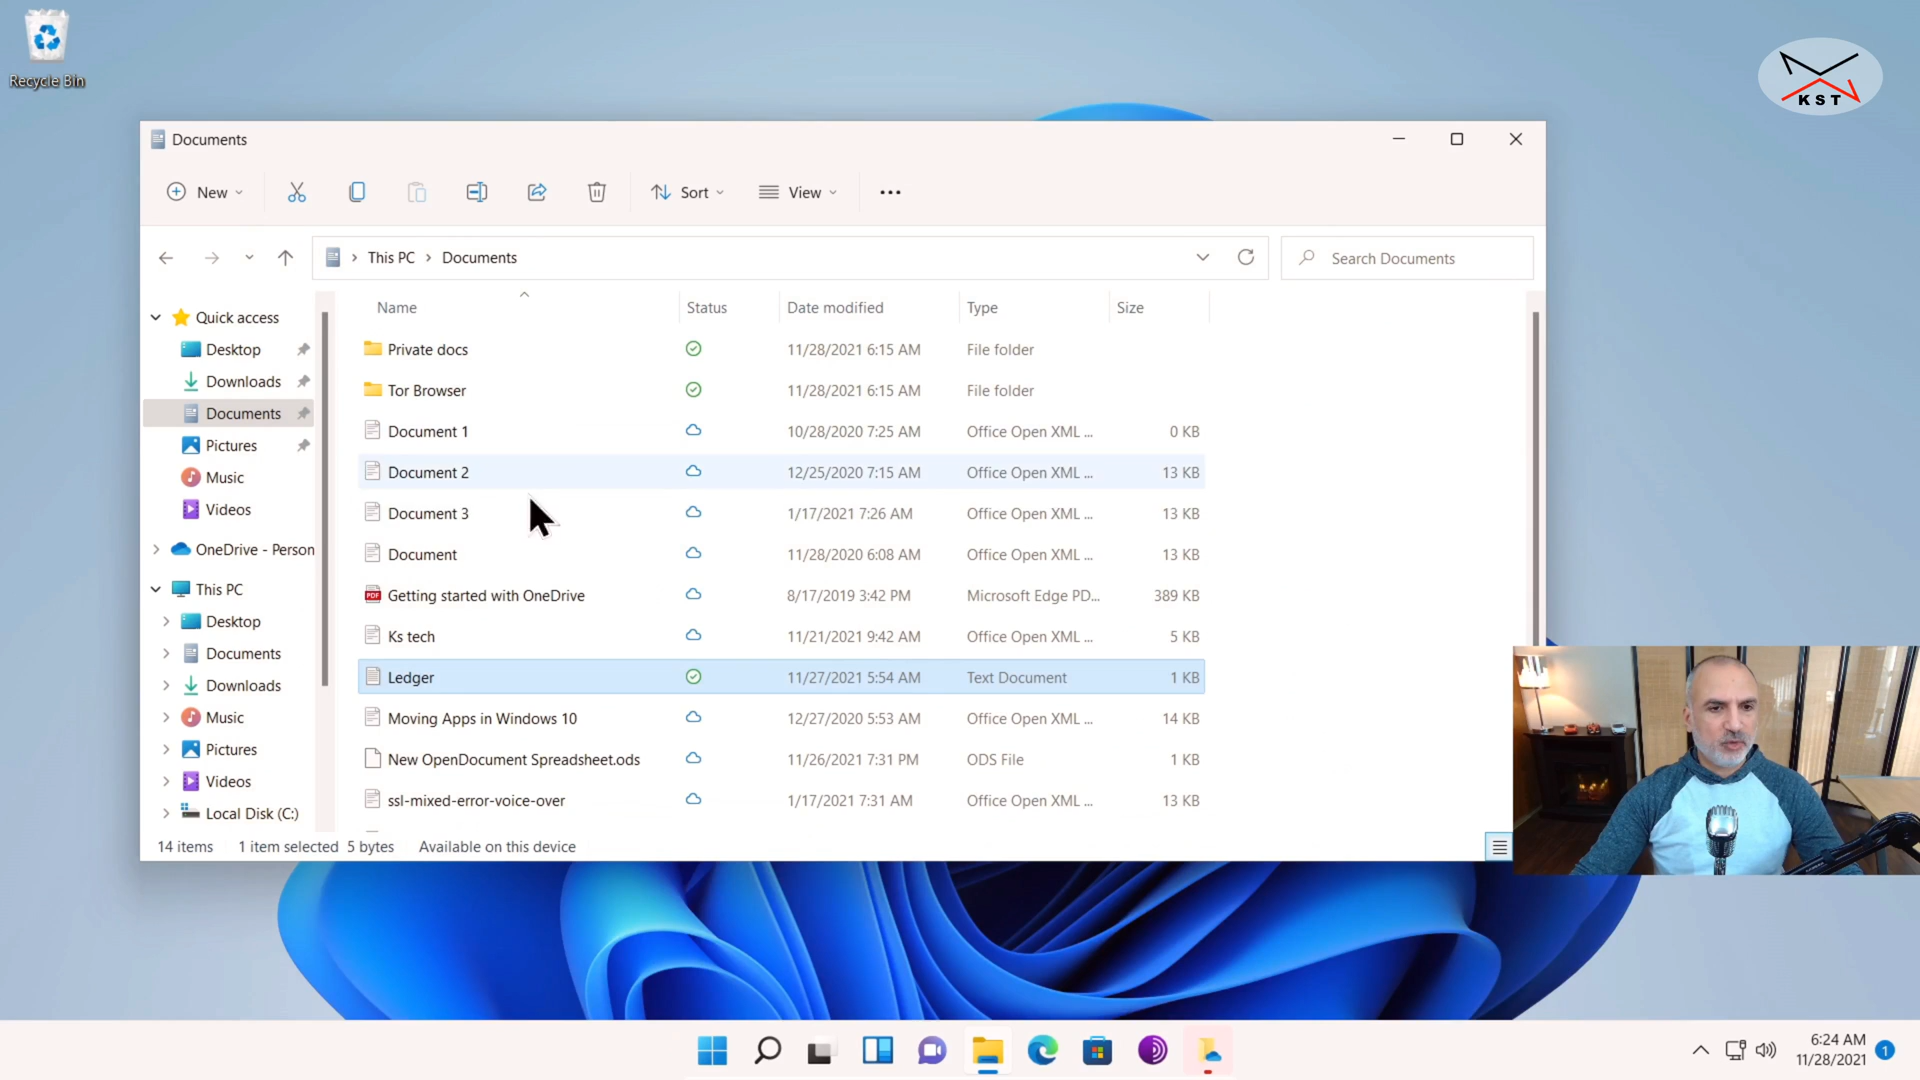 Recycle Bin
KST
Documents
New
Sort
View
This PC
Documents
Search Documents
Name
Status
Date modified
Type
Size
Quick access
Desktop
Downloads
Documents
Pictures
Music
Videos
OneDrive - Person
This PC
Desktop
Documents
Downloads
Music
Pictures
Videos
Local Disk (C:)
Private docs 11/28/2021 6:15 AM File folder
Tor Browser 11/28/2021 6:15 AM File folder
Document 1 10/28/2020 7:25 AM Office Open XML ... 0 KB
Document 2 12/25/2020 7:15 AM Office Open XML ... 13 KB
Document 3 1/17/2021 7:26 AM Office Open XML ... 13 KB
Document 11/28/2020 6:08 AM Office Open XML ... 13 KB
PDF Getting started with OneDrive 8/17/2019 3:42 PM Microsoft Edge PD... 389 KB
Ks tech 11/21/2021 9:42 AM Office Open XML ... 5 KB
Ledger 11/27/2021 5:54 AM Text Document 1 KB
Moving Apps in Windows 10 12/27/2020 5:53 AM Office Open XML ... 14 KB
New OpenDocument Spreadsheet.ods 11/26/2021 7:31 PM ODS File 1 KB
ssl-mixed-error-voice-over 1/17/2021 7:31 AM Office Open XML ... 13 KB
14 items 1 item selected 5 bytes Available on this device
6:24 AM
11/28/2021
1